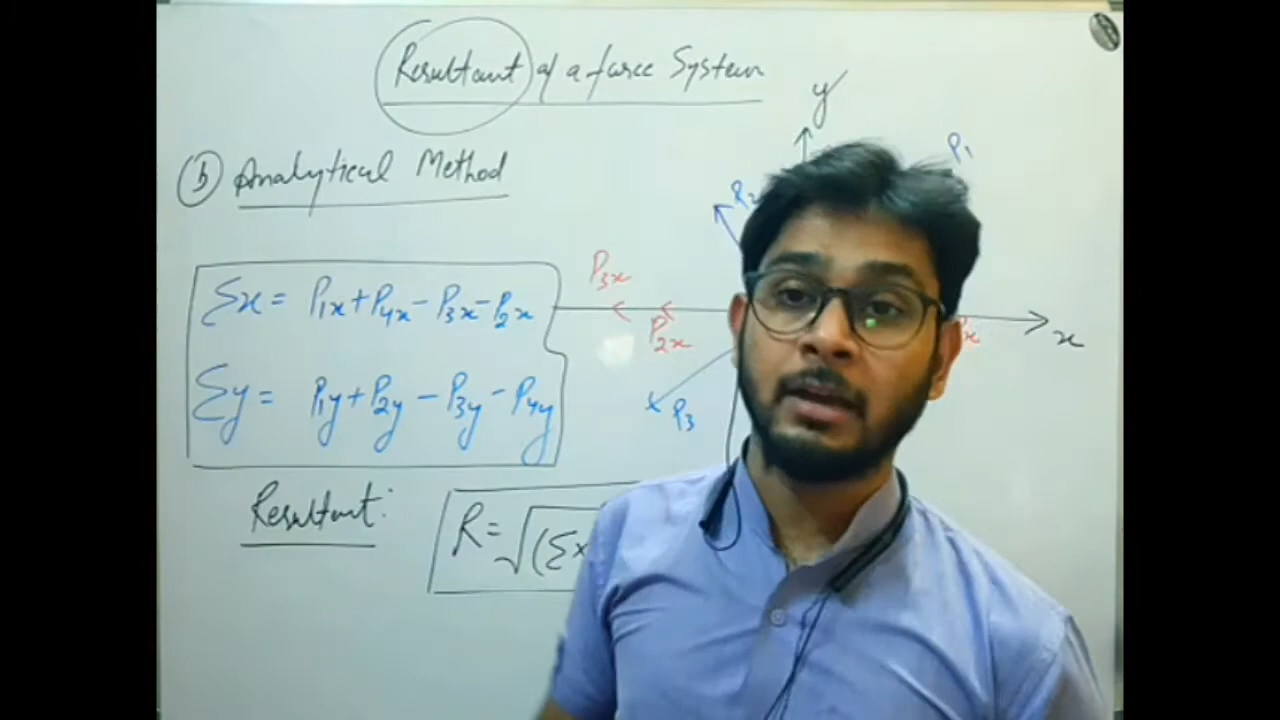 Resultant of a force System
y
P1
(b) Analytical Method
P2
P3x
Σx = P1x + P4x - P3x - P2x
P2x
x
Σy = P1y + P2y - P3y - P4y
P3
Resultant:
R = √(Σx